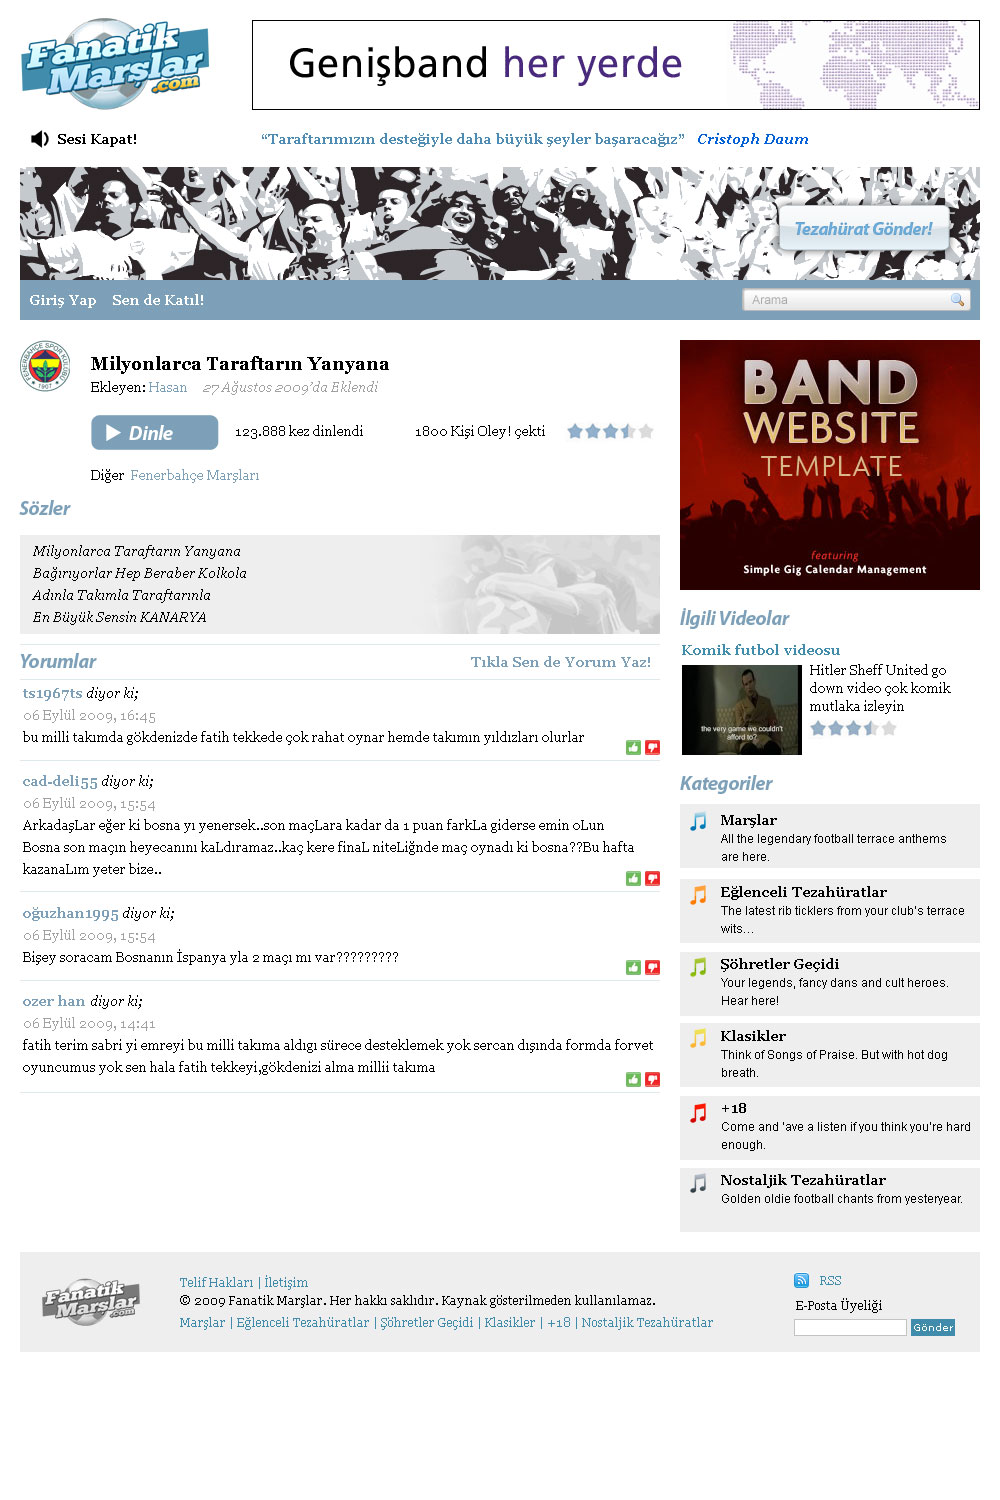 Fanatik
Marşlar
.com
Genişband her yerde
Sesi Kapat!
“Taraftarımızın desteğiyle daha büyük şeyler başaracağız” Cristoph Daum
Tezahürat Gönder!
Giriş Yap Sen de Katıl!
Arama
FENERBAHÇE SPOR KULÜBÜ
1907
Milyonlarca Taraftarın Yanyana
Ekleyen: Hasan 27 Ağustos 2009’da Eklendi
Dinle
123.888 kez dinlendi
1800 Kişi Oley! çekti
Diğer Fenerbahçe Marşları
Sözler
Milyonlarca Taraftarın Yanyana
Bağırıyorlar Hep Beraber Kolkola
Adınla Takımla Taraftarınla
En Büyük Sensin KANARYA
22
Yorumlar
Tıkla Sen de Yorum Yaz!
ts1967ts diyor ki;
06 Eylül 2009, 16:45
bu milli takımda gökdenizde fatih tekkede çok rahat oynar hemde takımın yıldızları olurlar
cad-deli55 diyor ki;
06 Eylül 2009, 15:54
ArkadaşLar eğer ki bosna yı yenersek..son maçLara kadar da 1 puan farkLa giderse emin oLun
Bosna son maçın heyecanını kaLdıramaz..kaç kere finaL niteLiğnde maç oynadı ki bosna??Bu hafta
kazanaLım yeter bize..
oğuzhan1995 diyor ki;
06 Eylül 2009, 15:54
Bişey soracam Bosnanın İspanya yla 2 maçı mı var?????????
ozer han diyor ki;
06 Eylül 2009, 14:41
fatih terim sabri yi emreyi bu milli takıma aldıgı sürece desteklemek yok sercan dışında formda forvet
oyuncumus yok sen hala fatih tekkeyi,gökdenizi alma millii takıma
BAND
WEBSITE
TEMPLATE
featuring
Simple Gig Calendar Management
İlgili Videolar
Komik futbol videosu
the very game we couldn't
afford to?
Hitler Sheff United go
down video çok komik
mutlaka izleyin
Kategoriler
Marşlar
All the legendary football terrace anthems
are here.
Eğlenceli Tezahüratlar
The latest rib ticklers from your club's terrace
wits...
Şöhretler Geçidi
Your legends, fancy dans and cult heroes.
Hear here!
Klasikler
Think of Songs of Praise. But with hot dog
breath.
+18
Come and 'ave a listen if you think you're hard
enough.
Nostaljik Tezahüratlar
Golden oldie football chants from yesteryear.
Fanatik
Marşlar
.com
Telif Hakları | İletişim
© 2009 Fanatik Marşlar. Her hakkı saklıdır. Kaynak gösterilmeden kullanılamaz.
Marşlar | Eğlenceli Tezahüratlar | Şöhretler Geçidi | Klasikler | +18 | Nostaljik Tezahüratlar
RSS
E-Posta Üyeliği
Gönder